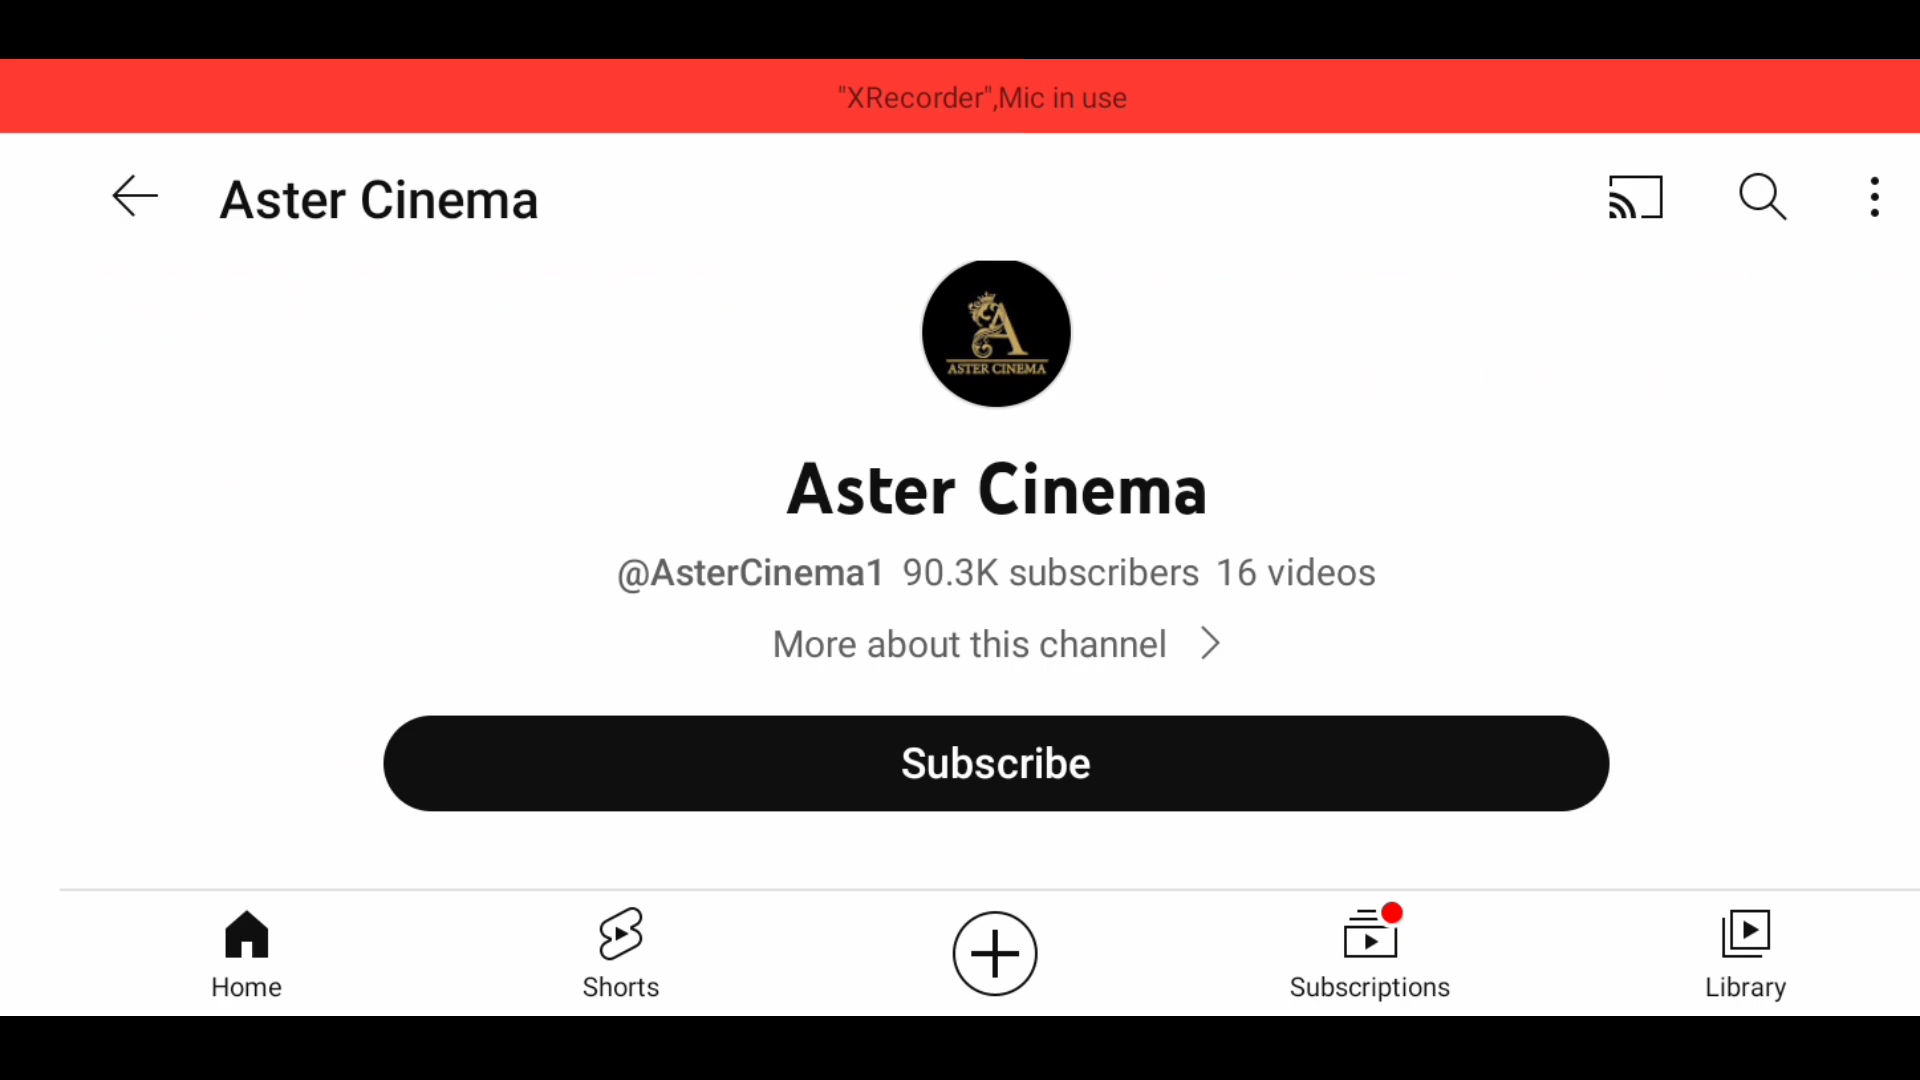 "XRecorder",Mic in use
Aster Cinema
A
ASTER CINEMA
Aster Cinema
@AsterCinema1 90.3K subscribers 16 videos
More about this channel
Subscribe
Home
Shorts
Subscriptions
Library